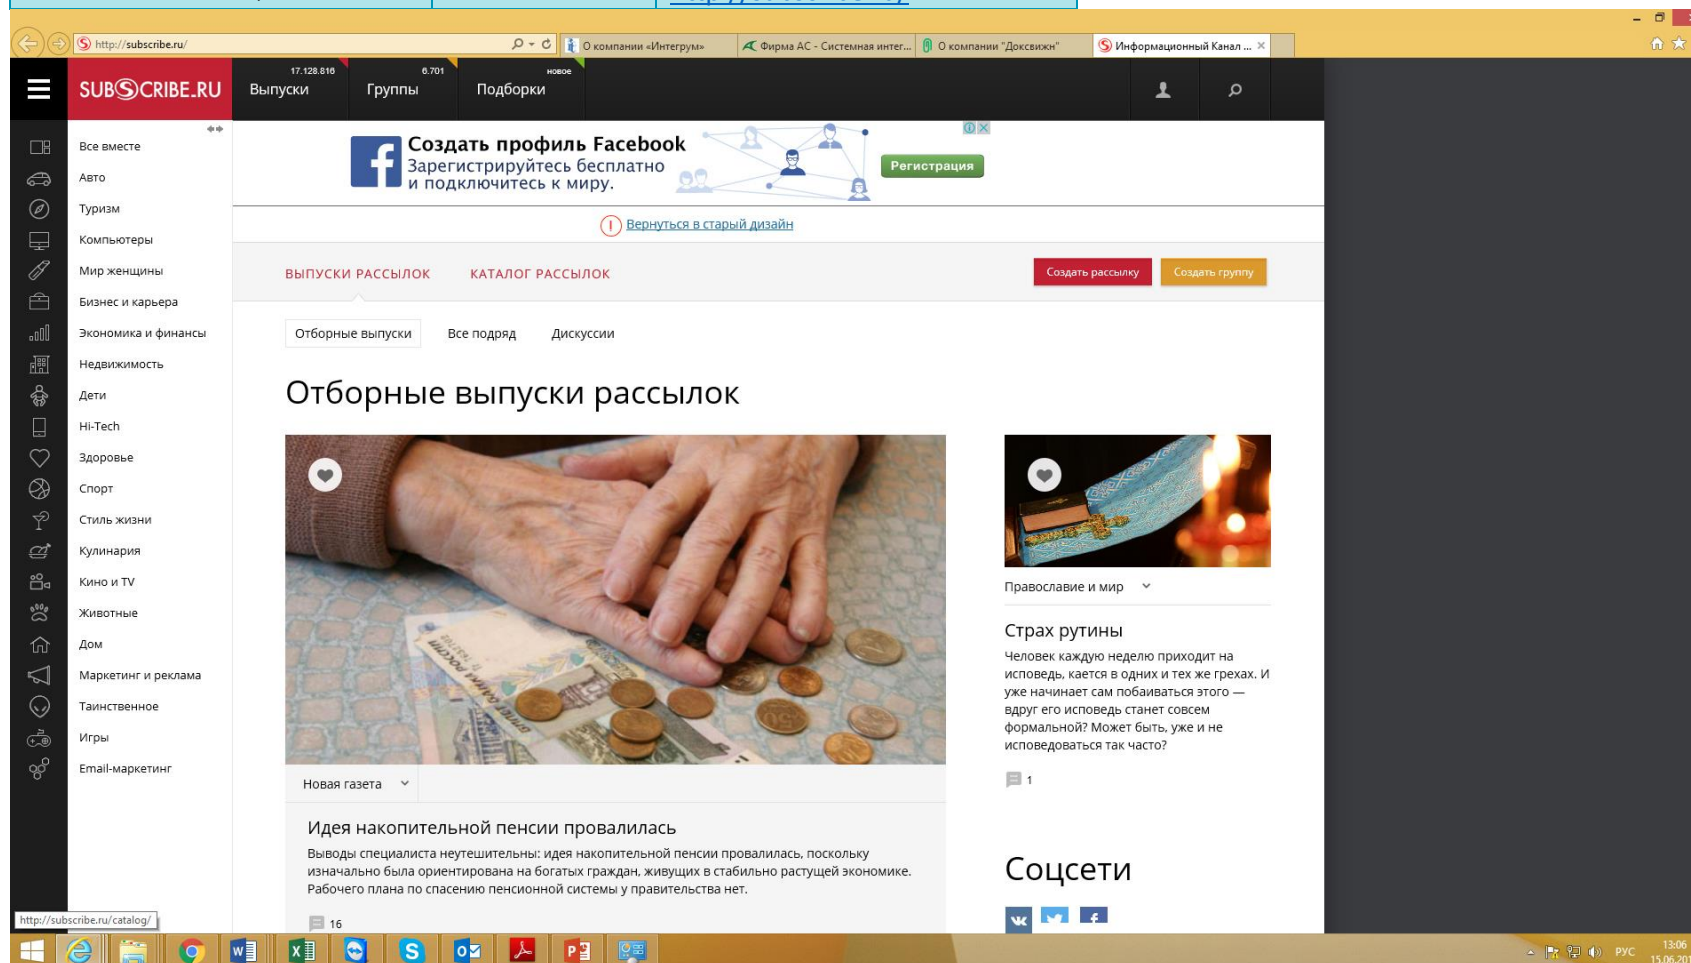 http://subscribe.ru/
О компании «Интегрум»
Фирма АС - Системная интег...
О компании "Доксвижн"
Информационный Канал ...
SUBSCRIBE.RU
17.128.816
Выпуски
6.701
Группы
новое
Подборки
Все вместе
Авто
Туризм
Компьютеры
Мир женщины
Бизнес и карьера
Экономика и финансы
Недвижимость
Дети
Hi-Tech
Здоровье
Спорт
Стиль жизни
Кулинария
Кино и TV
Животные
Дом
Маркетинг и реклама
Таинственное
Игры
Email-маркетинг
Создать профиль Facebook
Зарегистрируйтесь бесплатно
и подключитесь к миру.
Регистрация
Вернуться в старый дизайн
ВЫПУСКИ РАССЫЛОК
КАТАЛОГ РАССЫЛОК
Создать рассылку
Создать группу
Отборные выпуски
Все подряд
Дискуссии
Отборные выпуски рассылок
Новая газета
Идея накопительной пенсии провалилась
Выводы специалиста неутешительны: идея накопительной пенсии провалилась, поскольку
изначально была ориентирована на богатых граждан, живущих в стабильно растущей экономике.
Рабочего плана по спасению пенсионной системы у правительства нет.
16
Православие и мир
Страх рутины
Человек каждую неделю приходит на
исповедь, кается в одних и тех же грехах. И
уже начинает сам побаиваться этого —
вдруг его исповедь станет совсем
формальной? Может быть, уже и не
исповедоваться так часто?
1
Соцсети
http://subscribe.ru/catalog/
РУС
13:06